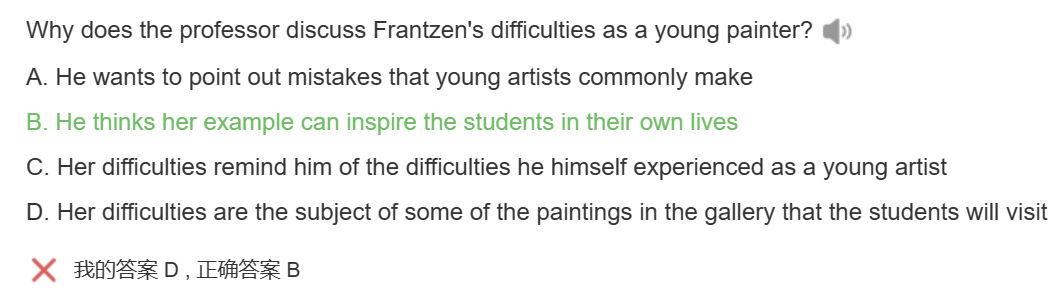 Why does the professor discuss Frantzen's difficulties as a young painter?
A. He wants to point out mistakes that young artists commonly make
B. He thinks her example can inspire the students in their own lives
C. Her difficulties remind him of the difficulties he himself experienced as a young artist
D. Her difficulties are the subject of some of the paintings in the gallery that the students will visit
我的答案 D , 正确答案 B